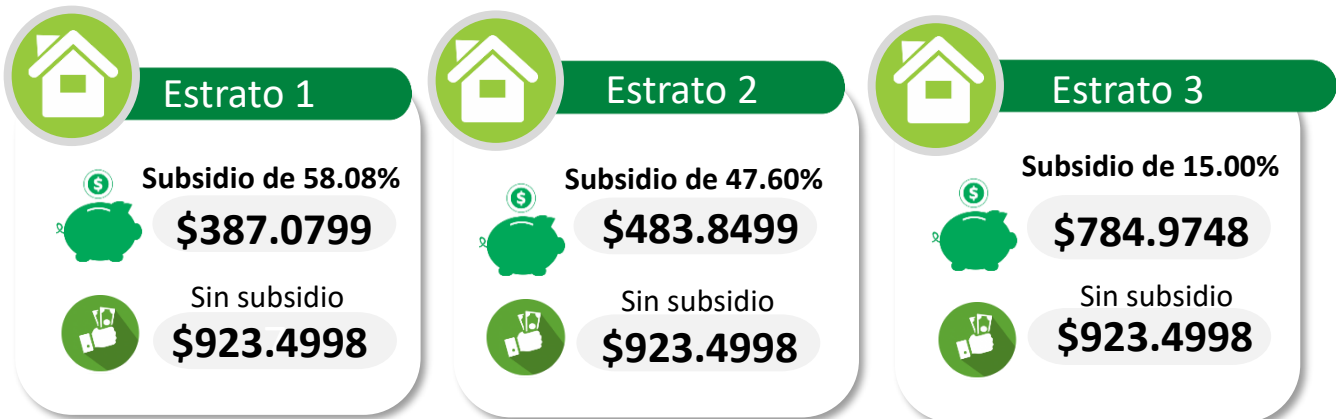 Estrato 1
Subsidio de 58.08%
$387.0799
Sin subsidio
$923.4998
Estrato 2
Subsidio de 47.60%
$483.8499
Sin subsidio
$923.4998
Estrato 3
Subsidio de 15.00%
$784.9748
Sin subsidio
$923.4998